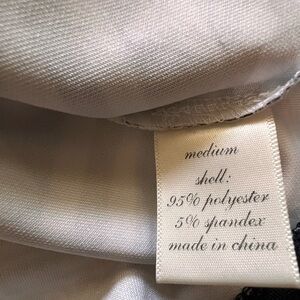 medium
shell:
95% polyester
5% spandex
made in china